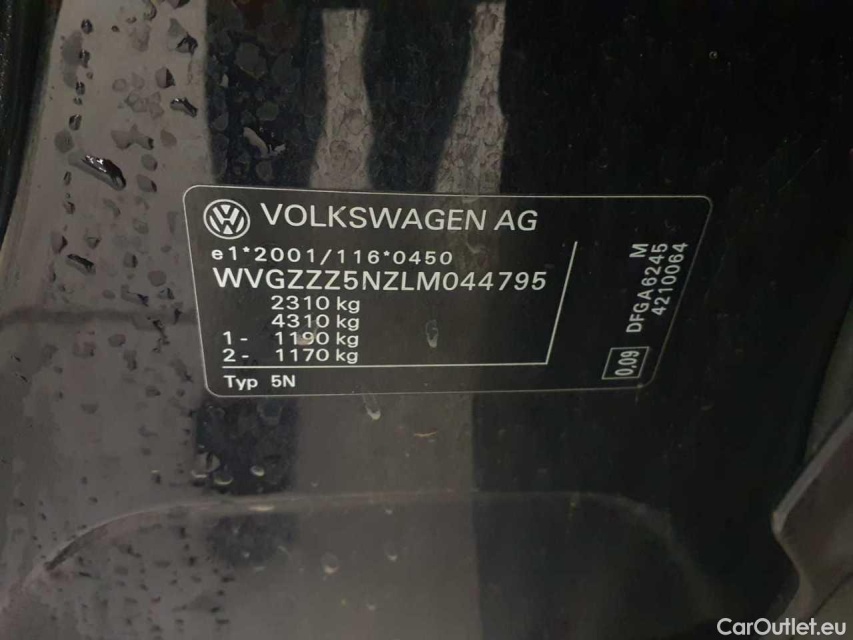 VOLKSWAGEN AG
e1*2001/116*0450
WVGZZZ5NZLM044795
2310 kg
4310 kg
1- 1190 kg
2- 1170 kg
Typ 5N
M
DFGA6245
4210064
0.09
CarOutlet.eu